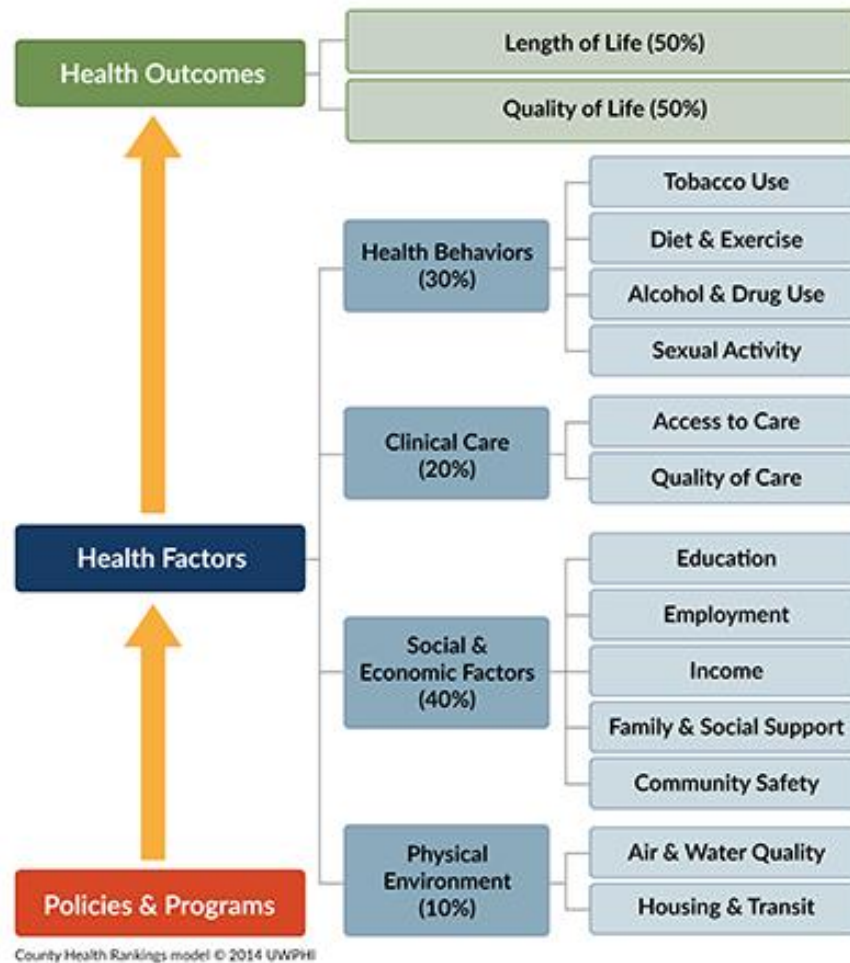 Health Outcomes
Length of Life (50%)
Quality of Life (50%)
Health Factors
Health Behaviors
(30%)
Tobacco Use
Diet & Exercise
Alcohol & Drug Use
Sexual Activity
Clinical Care
(20%)
Access to Care
Quality of Care
Social &
Economic Factors
(40%)
Education
Employment
Income
Family & Social Support
Community Safety
Physical
Environment
(10%)
Air & Water Quality
Housing & Transit
Policies & Programs
County Health Rankings model © 2014 UWPHI